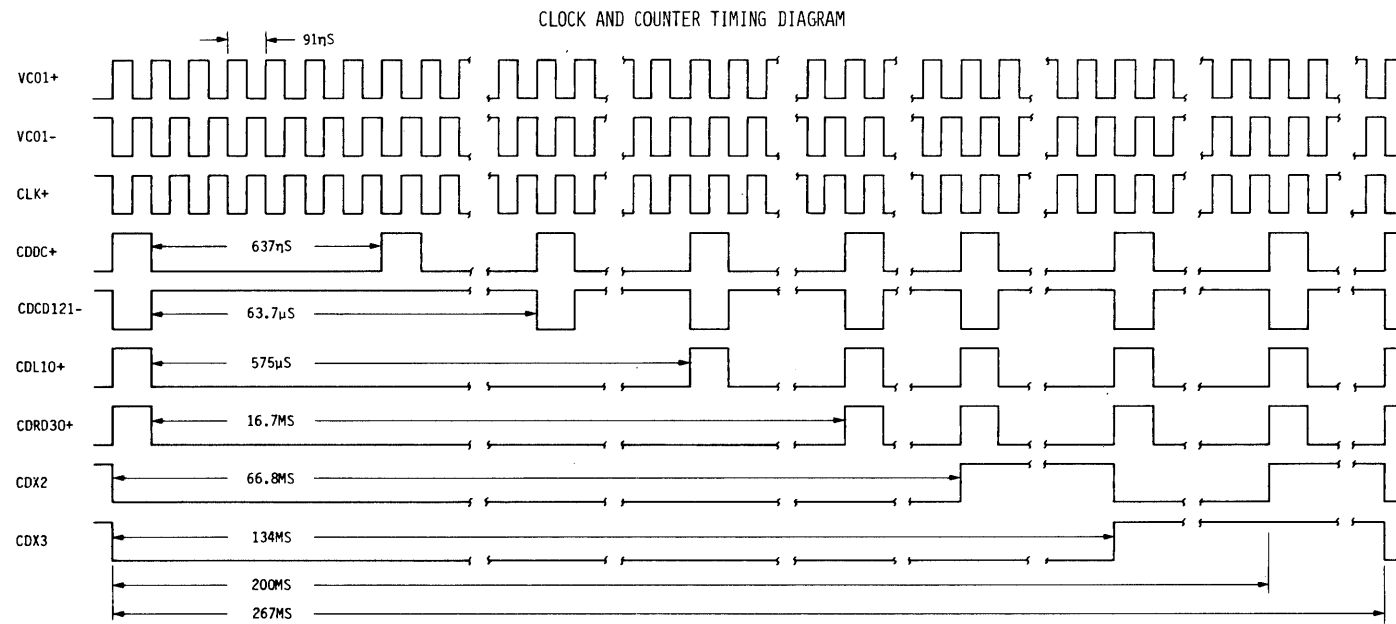 CLOCK AND COUNTER TIMING DIAGRAM
91ηS
VCO1+
VCO1-
CLK+
CDDC+
637ηS
CDCD121-
63.7µS
CDL10+
575µS
CDRD30+
16.7MS
CDX2
66.8MS
CDX3
134MS
200MS
267MS